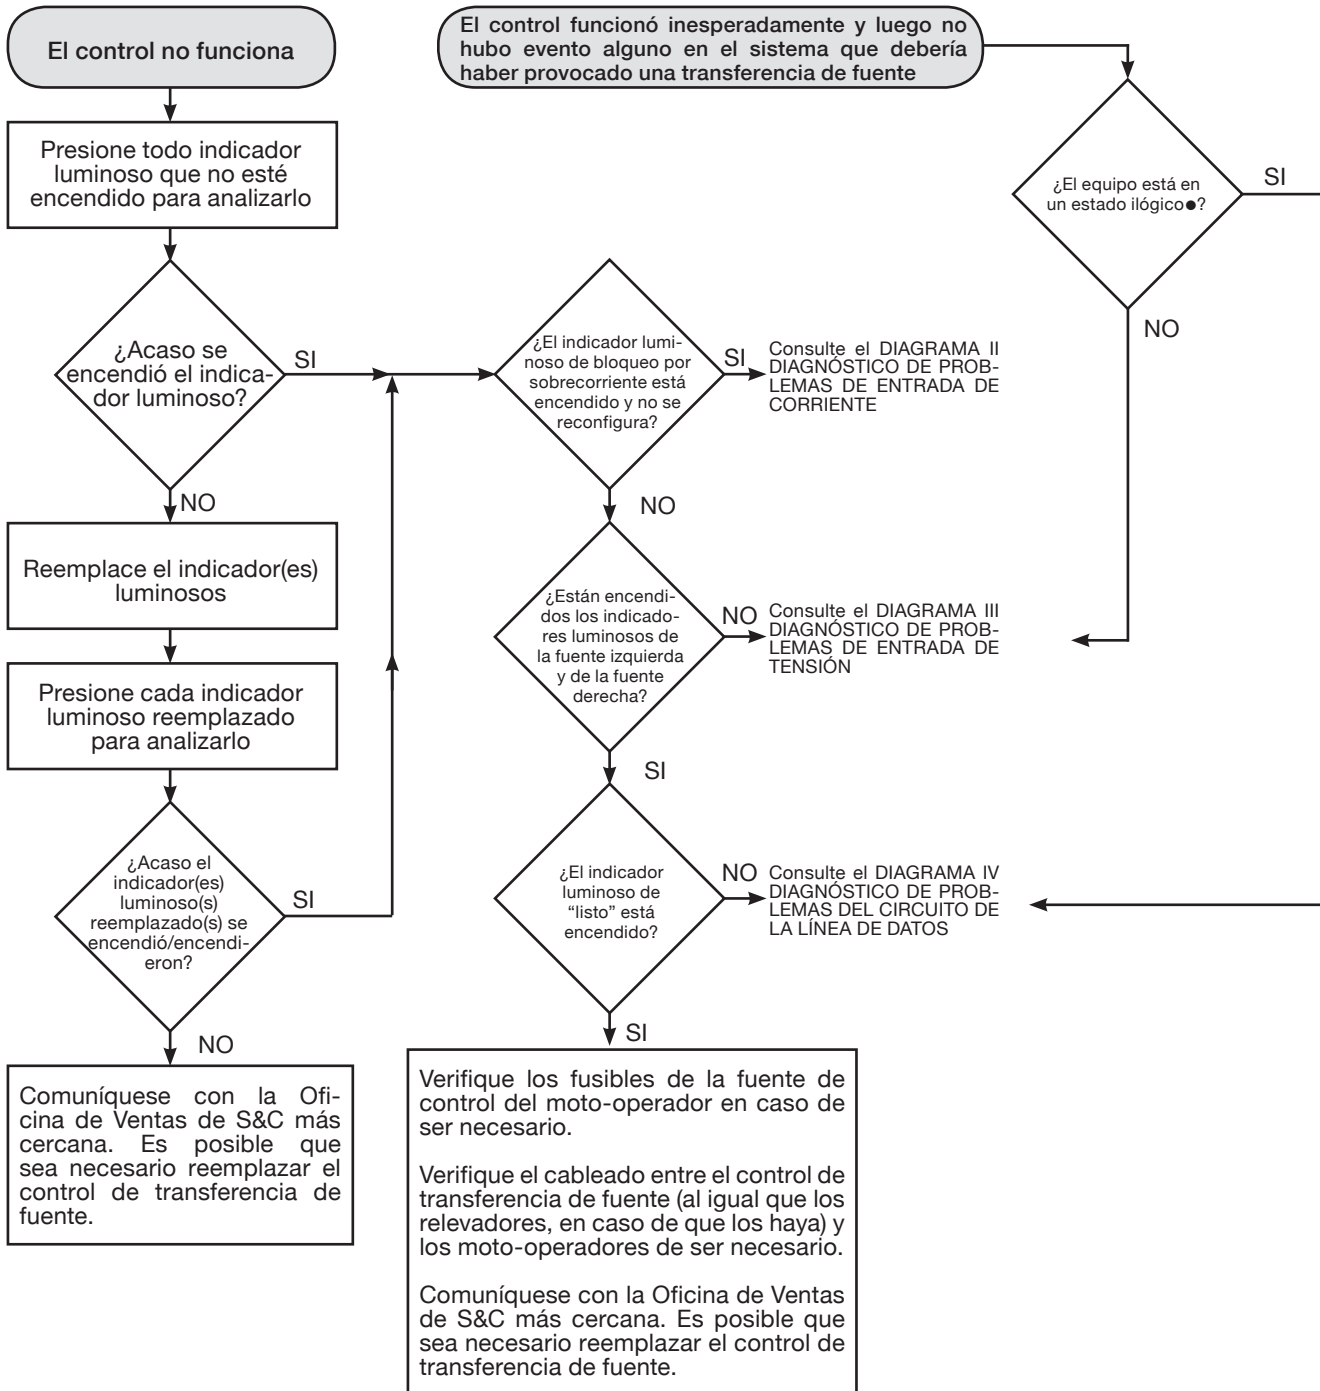 El control no funciona
Presione todo indicador
luminoso que no esté
encendido para analizarlo
¿Acaso se
encendió el indica-
dor luminoso?
SI
NO
Reemplace el indicador(es)
luminosos
Presione cada indicador
luminoso reemplazado
para analizarlo
¿Acaso el
indicador(es)
luminoso(s)
reemplazado(s) se
encendió/encendi-
eron?
SI
NO
Comuníquese con la Ofi-
cina de Ventas de S&C más
cercana. Es posible que
sea necesario reemplazar el
control de transferencia de
fuente.
El control funcionó inesperadamente y luego no
hubo evento alguno en el sistema que debería
haber provocado una transferencia de fuente
¿El equipo está en
un estado ilógico●?
SI
NO
¿El indicador lumi-
noso de bloqueo por
sobrecorriente está
encendido y no se
reconfigura?
SI
Consulte el DIAGRAMA II
DIAGNÓSTICO DE PROB-
LEMAS DE ENTRADA DE
CORRIENTE
NO
¿Están encendi-
dos los indicado-
res luminosos de
la fuente izquierda
y de la fuente
derecha?
NO
Consulte el DIAGRAMA III
DIAGNÓSTICO DE PROB-
LEMAS DE ENTRADA DE
TENSIÓN
SI
¿El indicador
luminoso de
“listo” está
encendido?
NO
Consulte el DIAGRAMA IV
DIAGNÓSTICO DE PROB-
LEMAS DEL CIRCUITO DE
LA LÍNEA DE DATOS
SI
Verifique los fusibles de la fuente de
control del moto-operador en caso de
ser necesario.
Verifique el cableado entre el control de
transferencia de fuente (al igual que los
relevadores, en caso de que los haya) y
los moto-operadores de ser necesario.
Comuníquese con la Oficina de Ventas
de S&C más cercana. Es posible que
sea necesario reemplazar el control de
transferencia de fuente.